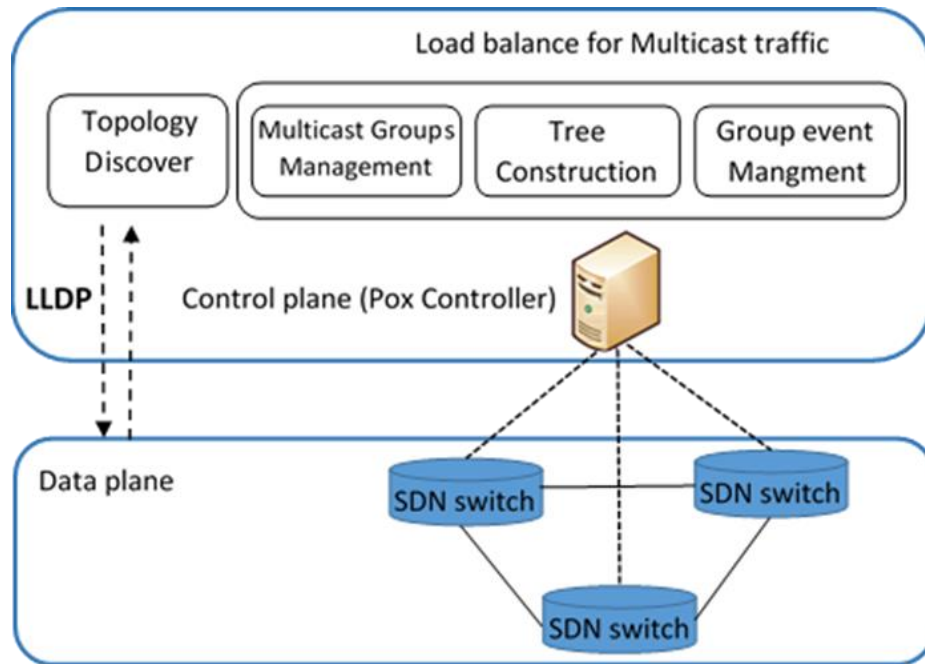 Load balance for Multicast traffic
Topology
Discover
Multicast Groups
Management
Tree
Construction
Group event
Mangment
LLDP
Control plane (Pox Controller)
Data plane
SDN switch
SDN switch
SDN switch